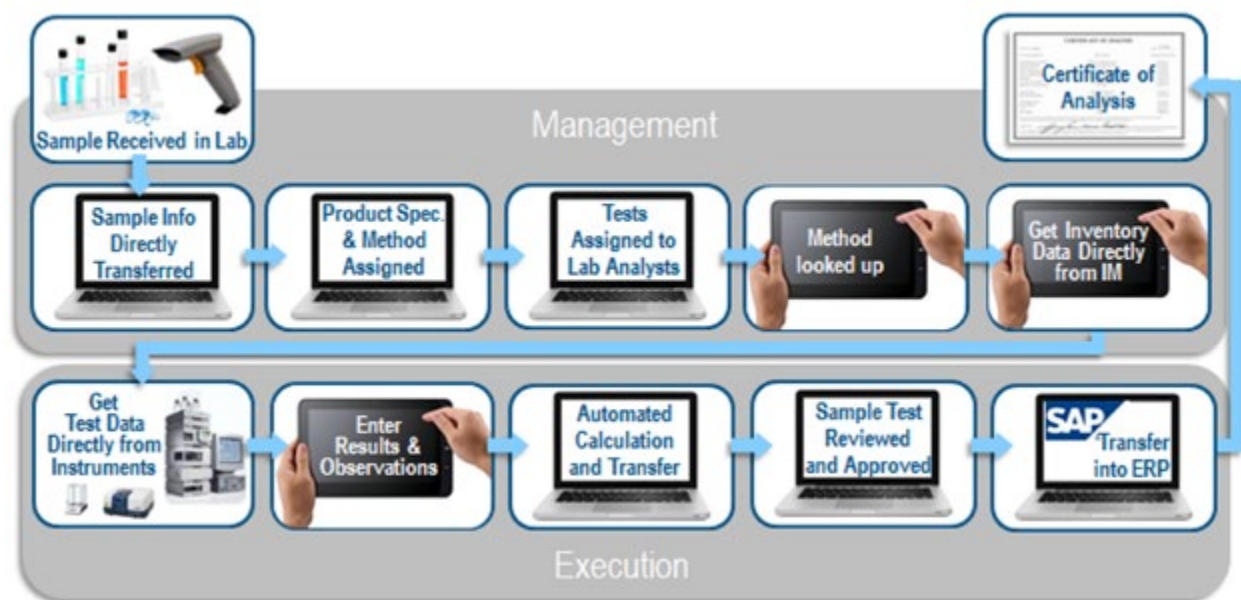 Sample Received in Lab
Management
Certificate of
Analysis
Sample Info
Directly
Transferred
Product Spec.
& Method
Assigned
Tests
Assigned to
Lab Analysts
Method
looked up
Get Inventory
Data Directly
from IM
Get
Test Data
Directly from
Instruments
Enter
Results &
Observations
Automated
Calculation
and Transfer
Sample Test
Reviewed
and Approved
SAP
Transfer
into ERP
Execution